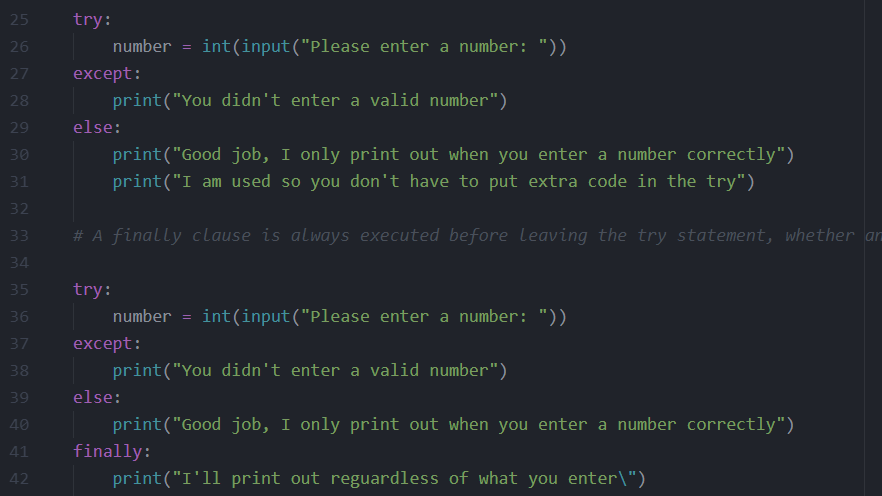 25 try:
26 number = int(input("Please enter a number: "))
27 except:
28 print("You didn't enter a valid number")
29 else:
30 print("Good job, I only print out when you enter a number correctly")
31 print("I am used so you don't have to put extra code in the try")
32
33 # A finally clause is always executed before leaving the try statement, whether an
34
35 try:
36 number = int(input("Please enter a number: "))
37 except:
38 print("You didn't enter a valid number")
39 else:
40 print("Good job, I only print out when you enter a number correctly")
41 finally:
42 print("I'll print out reguardless of what you enter\")